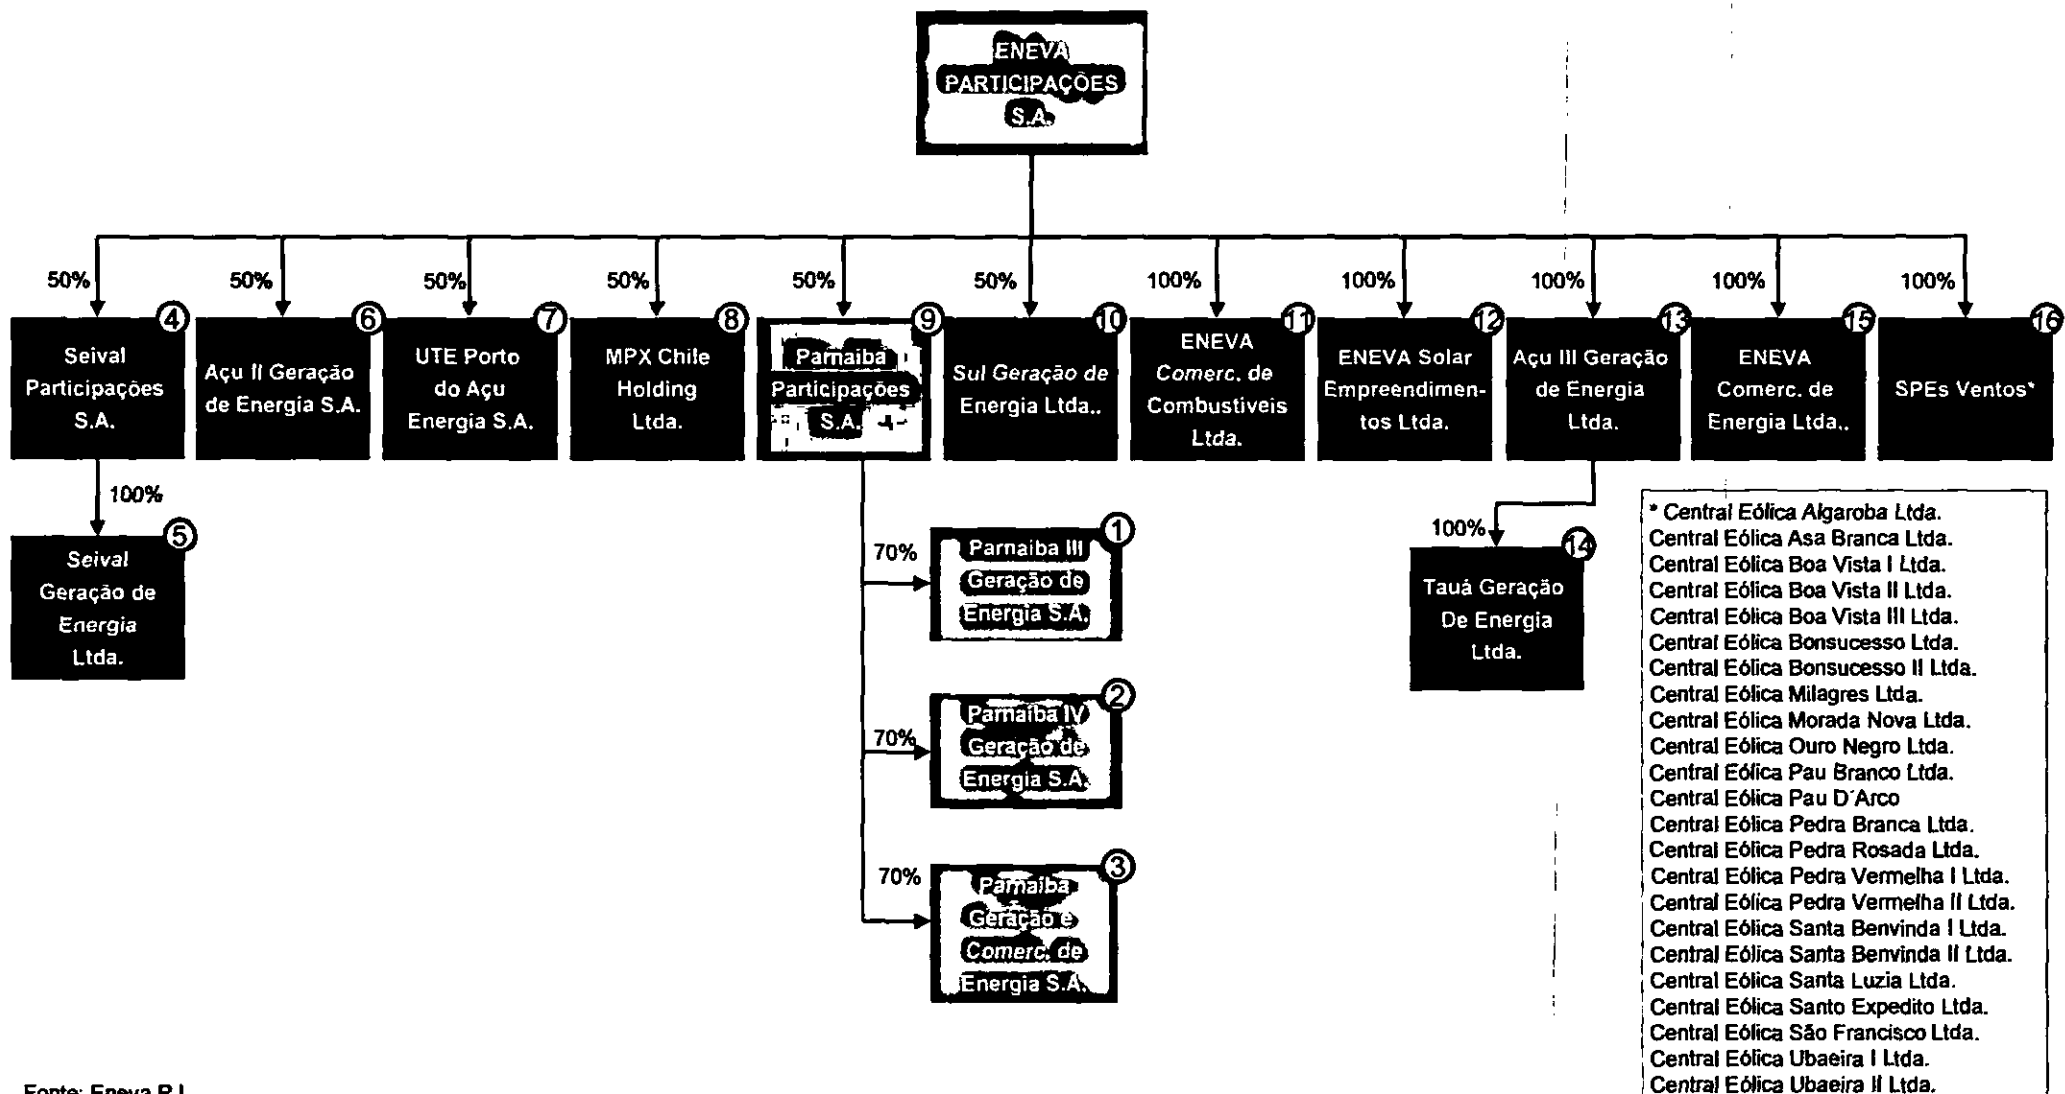 ENEVA
PARTICIPAÇÕES
S.A.
50%
50%
50%
50%
50%
50%
100%
100%
100%
100%
100%
4
Seival
Participações
S.A.
6
Açu II Geração
de Energia S.A.
7
UTE Porto
do Açu
Energia S.A.
8
MPX Chile
Holding
Ltda.
9
Parnaiba
Participações
S.A.
10
Sul Geração de
Energia Ltda..
11
ENEVA
Comerc. de
Combustiveis
Ltda.
12
ENEVA Solar
Empreendimen-
tos Ltda.
13
Açu III Geração
de Energia
Ltda.
15
ENEVA
Comerc. de
Energia Ltda..
16
SPEs Ventos*
100%
5
Seival
Geração de
Energia
Ltda.
70%
1
Parnaiba III
Geração de
Energia S.A.
70%
2
Parnaiba IV
Geração de
Energia S.A.
70%
3
Parnaiba
Geração e
Comerc. de
Energia S.A.
100%
14
Tauá Geração
De Energia
Ltda.
* Central Eólica Algaroba Ltda.
Central Eólica Asa Branca Ltda.
Central Eólica Boa Vista I Ltda.
Central Eólica Boa Vista II Ltda.
Central Eólica Boa Vista III Ltda.
Central Eólica Bonsucesso Ltda.
Central Eólica Bonsucesso II Ltda.
Central Eólica Milagres Ltda.
Central Eólica Morada Nova Ltda.
Central Eólica Ouro Negro Ltda.
Central Eólica Pau Branco Ltda.
Central Eólica Pau D´Arco
Central Eólica Pedra Branca Ltda.
Central Eólica Pedra Rosada Ltda.
Central Eólica Pedra Vermelha I Ltda.
Central Eólica Pedra Vermelha II Ltda.
Central Eólica Santa Benvinda I Ltda.
Central Eólica Santa Benvinda II Ltda.
Central Eólica Santa Luzia Ltda.
Central Eólica Santo Expedito Ltda.
Central Eólica São Francisco Ltda.
Central Eólica Ubaeira I Ltda.
Central Eólica Ubaeira II Ltda.
Fonte: Eneva R.I.